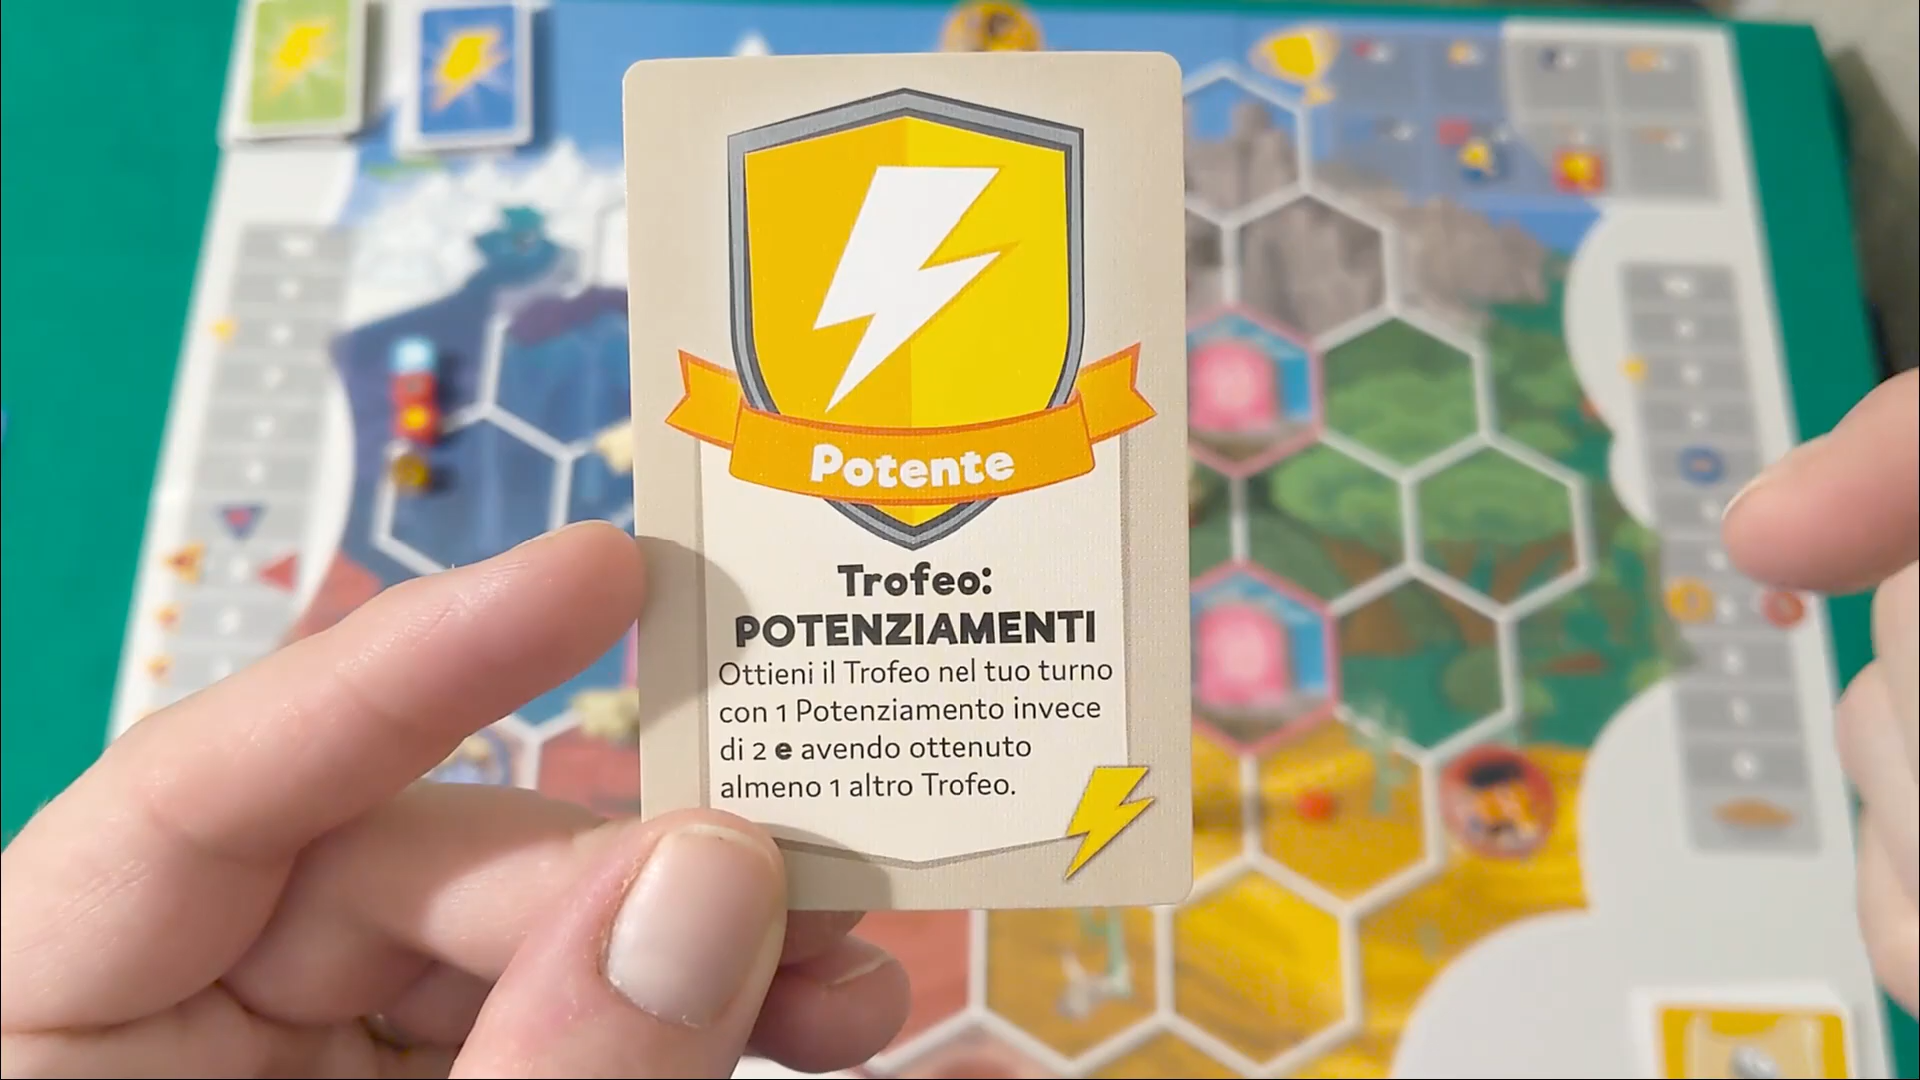 Potente
Trofeo:
POTENZIAMENTI
Ottieni il Trofeo nel tuo turno
con 1 Potenziamento invece
di 2 e avendo ottenuto
almeno 1 altro Trofeo.